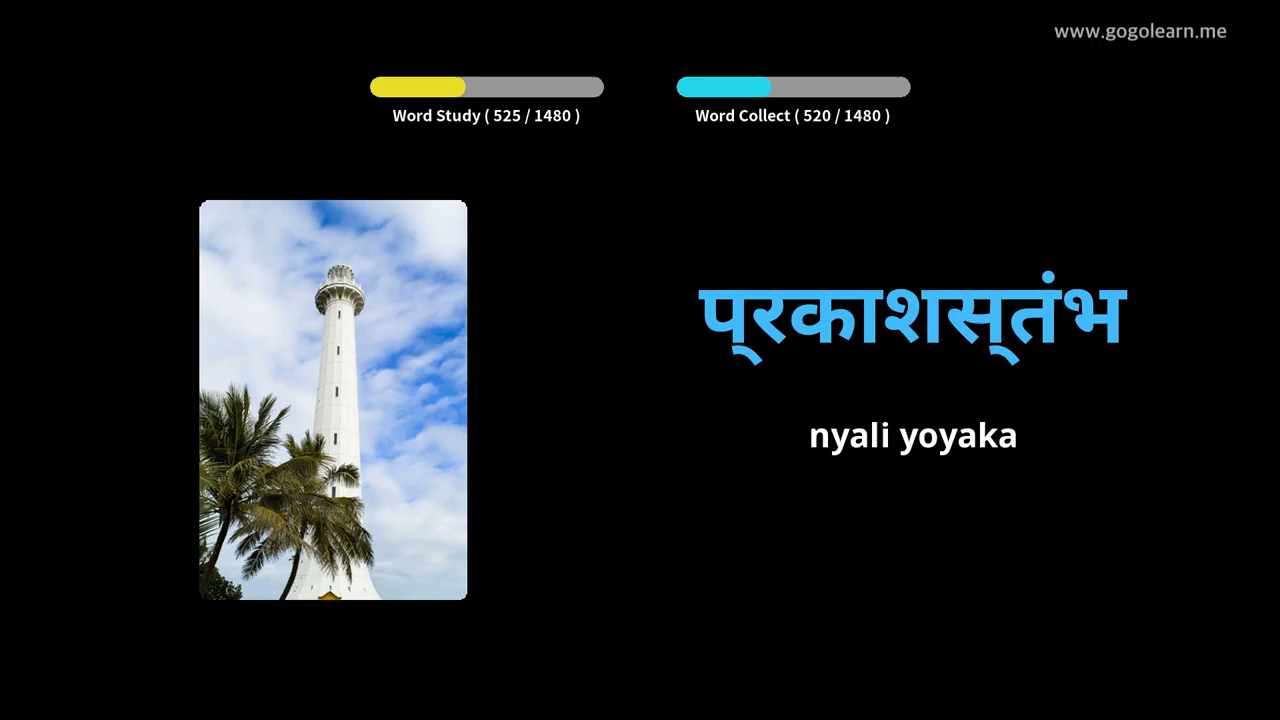 www.gogolearn.me
Word Study ( 525 / 1480 )
Word Collect ( 520 / 1480 )
प्रकाशस्तंभ
nyali yoyaka